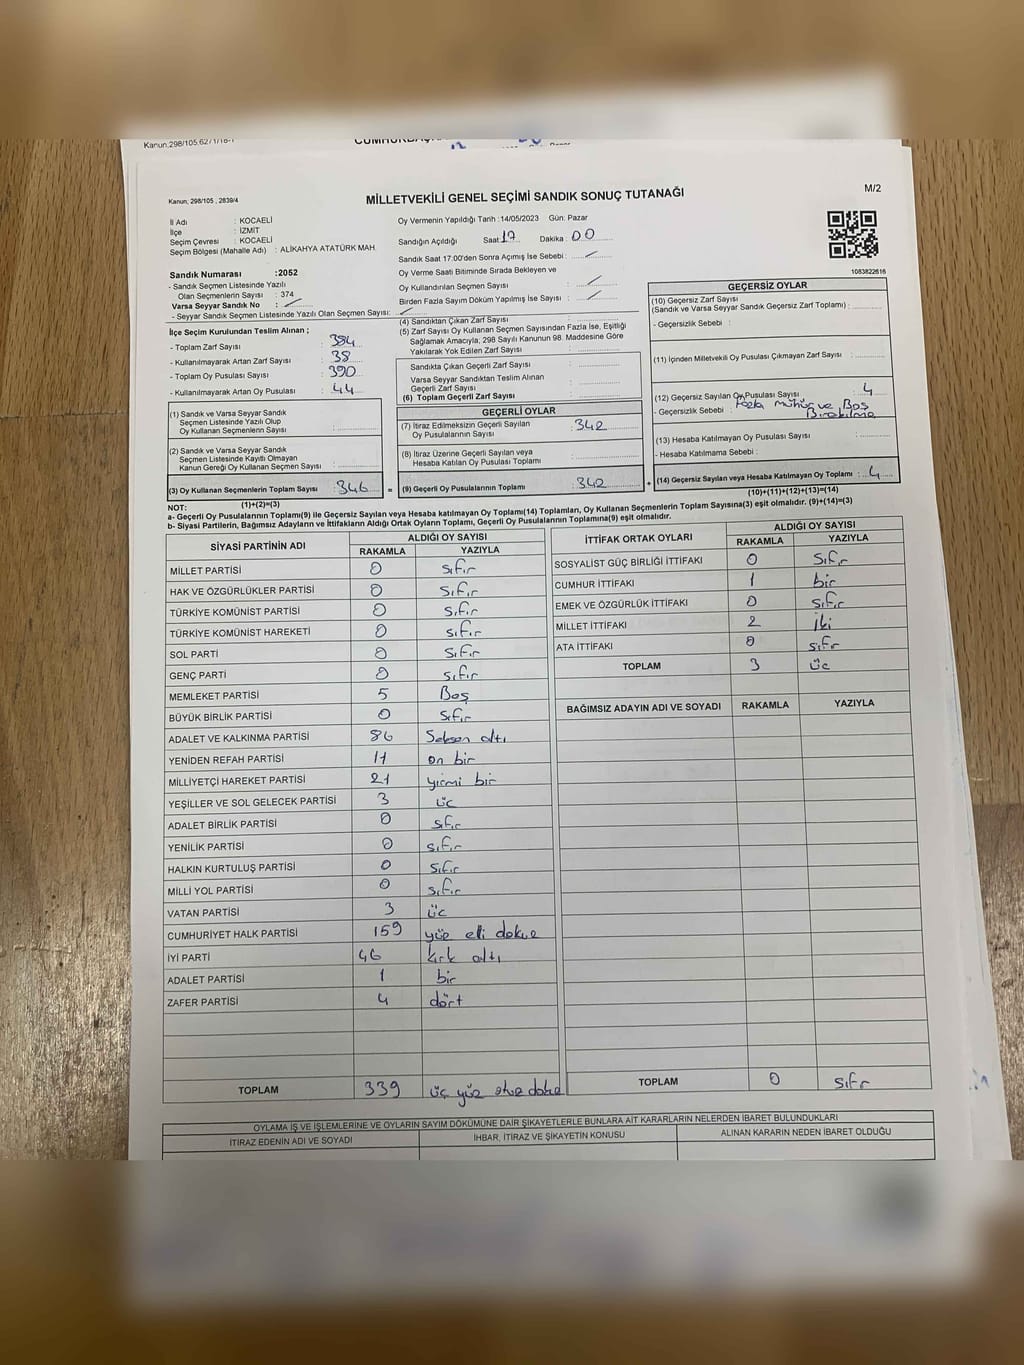 Kanun,298/105,6271/18-1
Kanun, 298/105 , 2839/4
MİLLETVEKİLİ GENEL SEÇİMİ SANDIK SONUÇ TUTANAĞI
M/2
İl Adı : KOCAELİ
İlçe : İZMİT
Seçim Çevresi : KOCAELİ
Seçim Bölgesi (Mahalle Adı) : ALİKAHYA ATATÜRK MAH.
Oy Vermenin Yapıldığı Tarih :14/05/2023 Gün: Pazar
Sandığın Açıldığı Saat 17 Dakika 00
Sandık Saat 17:00'den Sonra Açımış İse Sebebi :
Oy Verme Saati Bitiminde Sırada Bekleyen ve
Oy Kullandırılan Seçmen Sayısı :
Birden Fazla Sayım Döküm Yapılmış İse Sayısı :
1083822616
Sandık Numarası :2052
- Sandık Seçmen Listesinde Yazılı
Olan Seçmenlerin Sayısı : 374
Varsa Seyyar Sandık No :
- Seyyar Sandık Seçmen Listesinde Yazılı Olan Seçmen Sayısı:
İlçe Seçim Kurulundan Teslim Alınan ;
- Toplam Zarf Sayısı : 384
- Kullanılmayarak Artan Zarf Sayısı : 38
- Toplam Oy Pusulası Sayısı : 390
- Kullanılmayarak Artan Oy Pusulası : 44
(1) Sandık ve Varsa Seyyar Sandık
Seçmen Listesinde Yazılı Olup
Oy Kullanan Seçmenlerin Sayısı :
(2) Sandık ve Varsa Seyyar Sandık
Seçmen Listesinde Kayıtlı Olmayan
Kanun Gereği Oy Kullanan Seçmen Sayısı :
(3) Oy Kullanan Seçmenlerin Toplam Sayısı : 346 =
(1)+(2)=(3)
(4) Sandıktan Çıkan Zarf Sayısı :
(5) Zarf Sayısı Oy Kullanan Seçmen Sayısından Fazla İse, Eşitliği
Sağlamak Amacıyla; 298 Sayılı Kanunun 98. Maddesine Göre
Yakılarak Yok Edilen Zarf Sayısı :
Sandıkta Çıkan Geçerli Zarf Sayısı :
Varsa Seyyar Sandıktan Teslim Alınan
Geçerli Zarf Sayısı :
(6) Toplam Geçerli Zarf Sayısı :
GEÇERLİ OYLAR
(7) İtiraz Edilmeksizin Geçerli Sayılan : 342
Oy Pusulalarının Sayısı
(8) İtiraz Üzerine Geçerli Sayılan veya
Hesaba Katılan Oy Pusulası Toplamı :
(9) Geçerli Oy Pusulalarının Toplamı : 342 +
GEÇERSİZ OYLAR
(10) Geçersiz Zarf Sayısı
(Sandık ve Varsa Seyyar Sandık Geçersiz Zarf Toplamı) :
- Geçersizlik Sebebi :
(11) İçinden Milletvekili Oy Pusulası Çıkmayan Zarf Sayısı :
(12) Geçersiz Sayılan Oy Pusulası Sayısı : 4
- Geçersizlik Sebebi : Fazla mühür ve Boş
Bırakılma
(13) Hesaba Katılmayan Oy Pusulası Sayısı :
- Hesaba Katılmama Sebebi :
(14) Geçersiz Sayılan veya Hesaba Katılmayan Oy Toplamı : 4
(10)+(11)+(12)+(13)=(14)
NOT:
a- Geçerli Oy Pusulalarının Toplamı(9) ile Geçersiz Sayılan veya Hesaba Katılmayan Oy Toplamı(14) Toplamları, Oy Kullanan Seçmenlerin Toplam Sayısına(3) eşit olmalıdır. (9)+(14)=(3)
b- Siyasi Partilerin, Bağımsız Adayların ve İttifakların Aldığı Ortak Oyların Toplamı, Geçerli Oy Pusulalarının Toplamına(9) eşit olmalıdır.
SİYASİ PARTİNİN ADI ALDIĞI OY SAYISI
RAKAMLA YAZIYLA
MİLLET PARTİSİ 0 sıfır
HAK VE ÖZGÜRLÜKLER PARTİSİ 0 sıfır
TÜRKİYE KOMÜNİST PARTİSİ 0 sıfır
TÜRKİYE KOMÜNİST HAREKETİ 0 sıfır
SOL PARTİ 0 sıfır
GENÇ PARTİ 0 sıfır
MEMLEKET PARTİSİ 5 Beş
BÜYÜK BİRLİK PARTİSİ 0 sıfır
ADALET VE KALKINMA PARTİSİ 86 Seksen altı
YENİDEN REFAH PARTİSİ 11 on bir
MİLLİYETÇİ HAREKET PARTİSİ 21 yirmi bir
YEŞİLLER VE SOL GELECEK PARTİSİ 3 üç
ADALET BİRLİK PARTİSİ 0 sıfır
YENİLİK PARTİSİ 0 sıfır
HALKIN KURTULUŞ PARTİSİ 0 sıfır
MİLLİ YOL PARTİSİ 0 sıfır
VATAN PARTİSİ 3 üç
CUMHURİYET HALK PARTİSİ 159 yüz elli dokuz
İYİ PARTİ 46 kırk altı
ADALET PARTİSİ 1 bir
ZAFER PARTİSİ 4 dört
TOPLAM 339 üç yüz otuz dokuz
İTTİFAK ORTAK OYLARI ALDIĞI OY SAYISI
RAKAMLA YAZIYLA
SOSYALİST GÜÇ BİRLİĞİ İTTİFAKI 0 sıfır
CUMHUR İTTİFAKI 1 bir
EMEK VE ÖZGÜRLÜK İTTİFAKI 0 sıfır
MİLLET İTTİFAKI 2 iki
ATA İTTİFAKI 0 sıfır
TOPLAM 3 üç
BAĞIMSIZ ADAYIN ADI VE SOYADI RAKAMLA YAZIYLA
TOPLAM 0 sıfır
OYLAMA İŞ VE İŞLEMLERİNE VE OYLARIN SAYIM DÖKÜMÜNE DAİR ŞİKAYETLERLE BUNLARA AİT KARARLARIN NELERDEN İBARET BULUNDUKLARI
İTİRAZ EDENİN ADI VE SOYADI İHBAR, İTİRAZ VE ŞİKAYETİN KONUSU ALINAN KARARIN NEDEN İBARET OLDUĞU